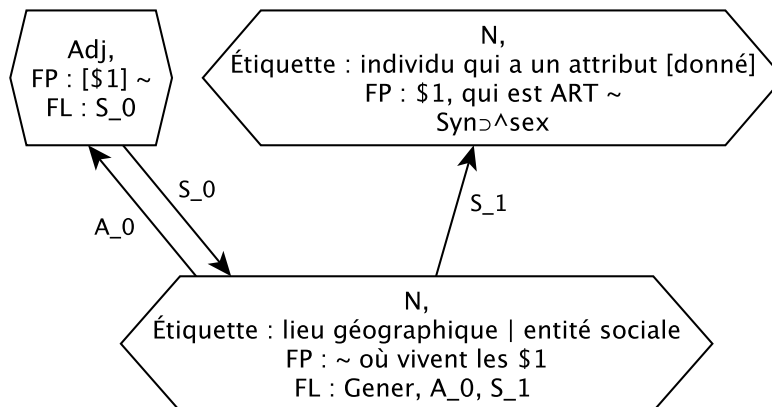 Adj,
FP : [$1] ~
FL : S_0
N,
Étiquette : individu qui a un attribut [donné]
FP : $1, qui est ART ~
Syn⊃^sex
S_0
A_0
S_1
N,
Étiquette : lieu géographique | entité sociale
FP : ~ où vivent les $1
FL : Gener, A_0, S_1